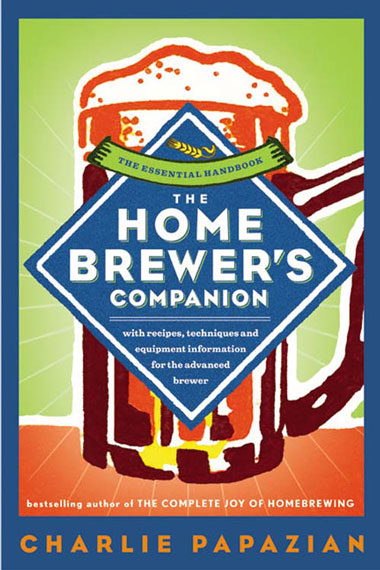 THE ESSENTIAL HANDBOOK
THE
HOME
BREWER'S
COMPANION
with recipes, techniques and
equipment information
for the advanced
brewer
bestselling author of THE COMPLETE JOY OF HOMEBREWING
CHARLIE PAPAZIAN